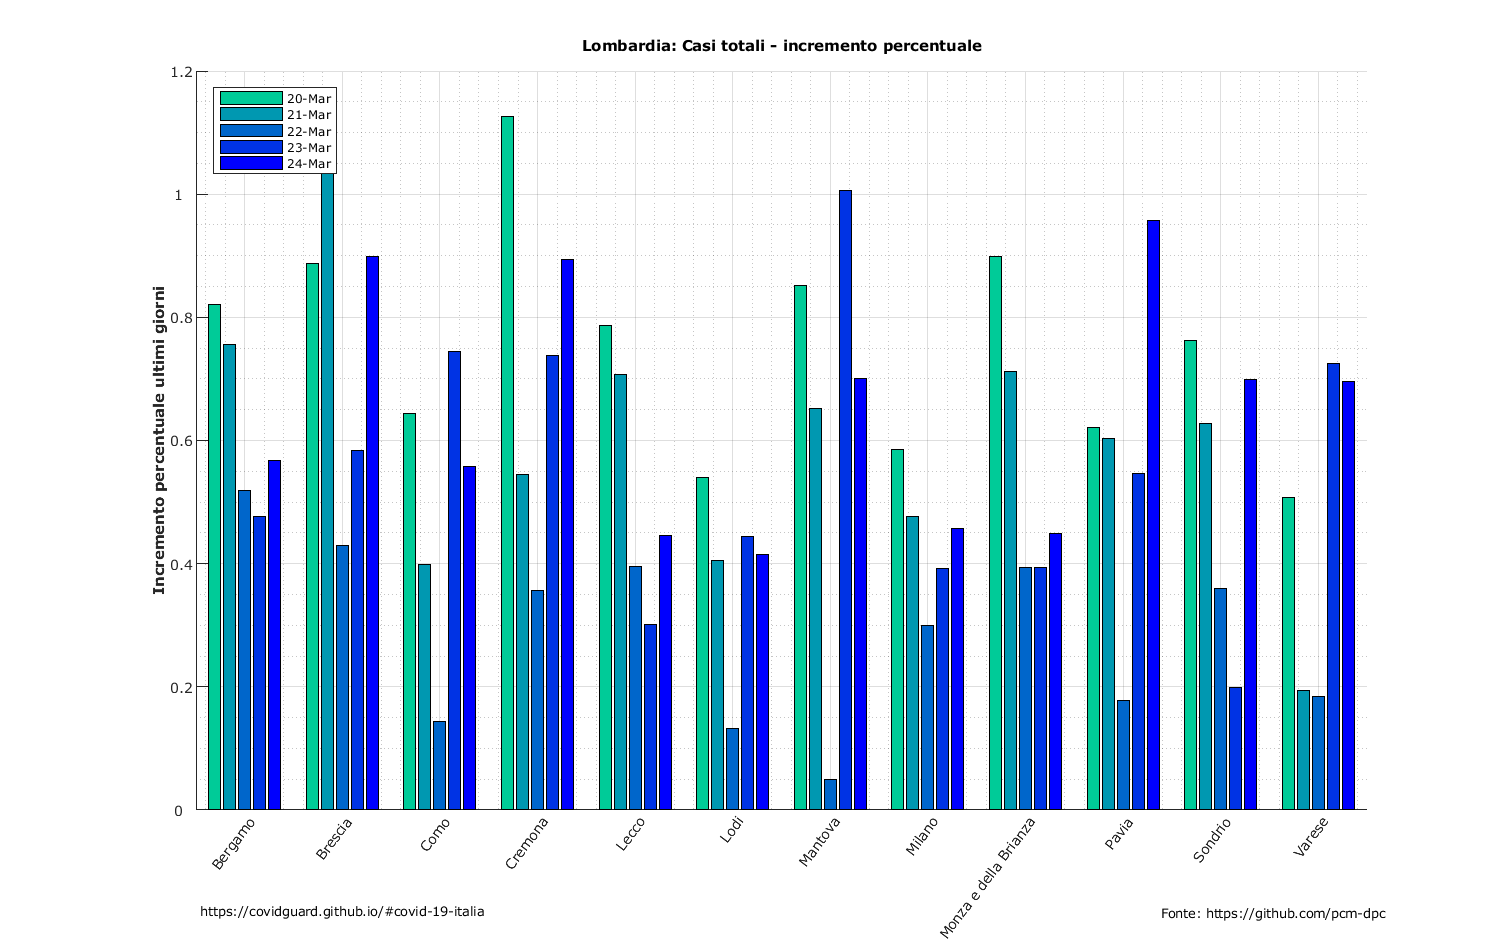 Lombardia: Casi totali - incremento percentuale
1.2
1
0.8
0.6
0.4
0.2
0
Incremento percentuale ultimi giorni
20-Mar
21-Mar
22-Mar
23-Mar
24-Mar
Bergamo
Brescia
Como
Cremona
Lecco
Lodi
Mantova
Milano
Monza e della Brianza
Pavia
Sondrio
Varese
https://covidguard.github.io/#covid-19-italia
Fonte: https://github.com/pcm-dpc